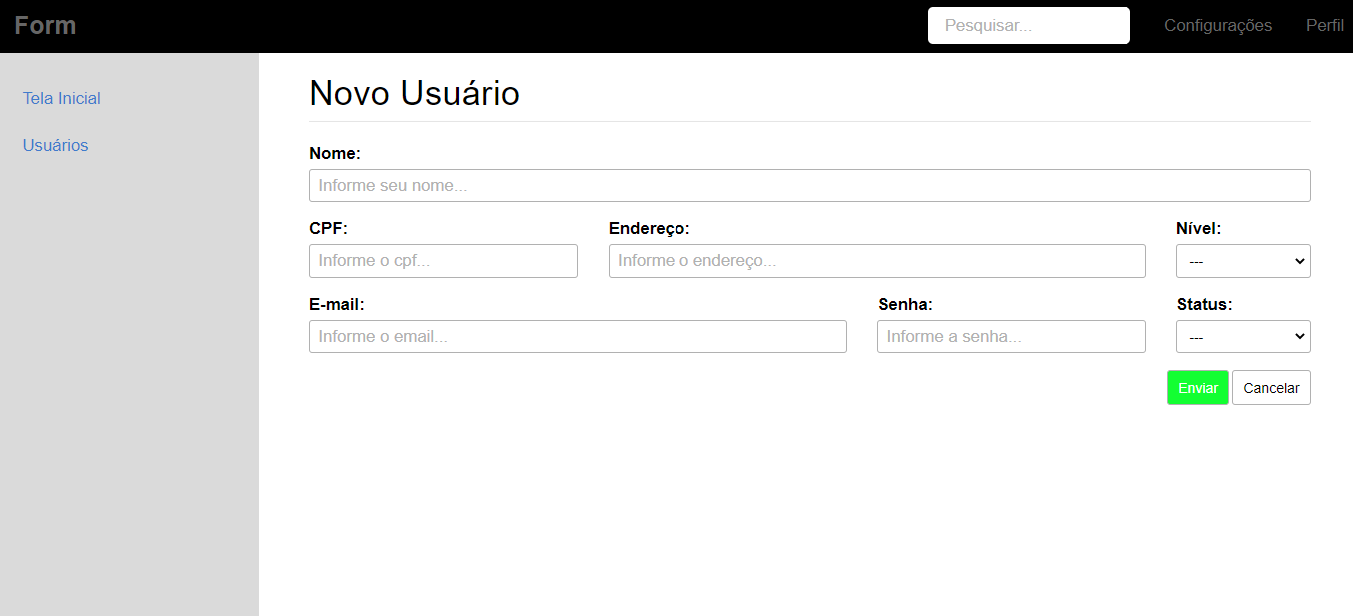 Form Pesquisar... Configurações Perfil
Tela Inicial
Usuários
Novo Usuário
Nome:
Informe seu nome...
CPF: Endereço: Nível:
Informe o cpf... Informe o endereço... ---
E-mail: Senha: Status:
Informe o email... Informe a senha... ---
Enviar Cancelar